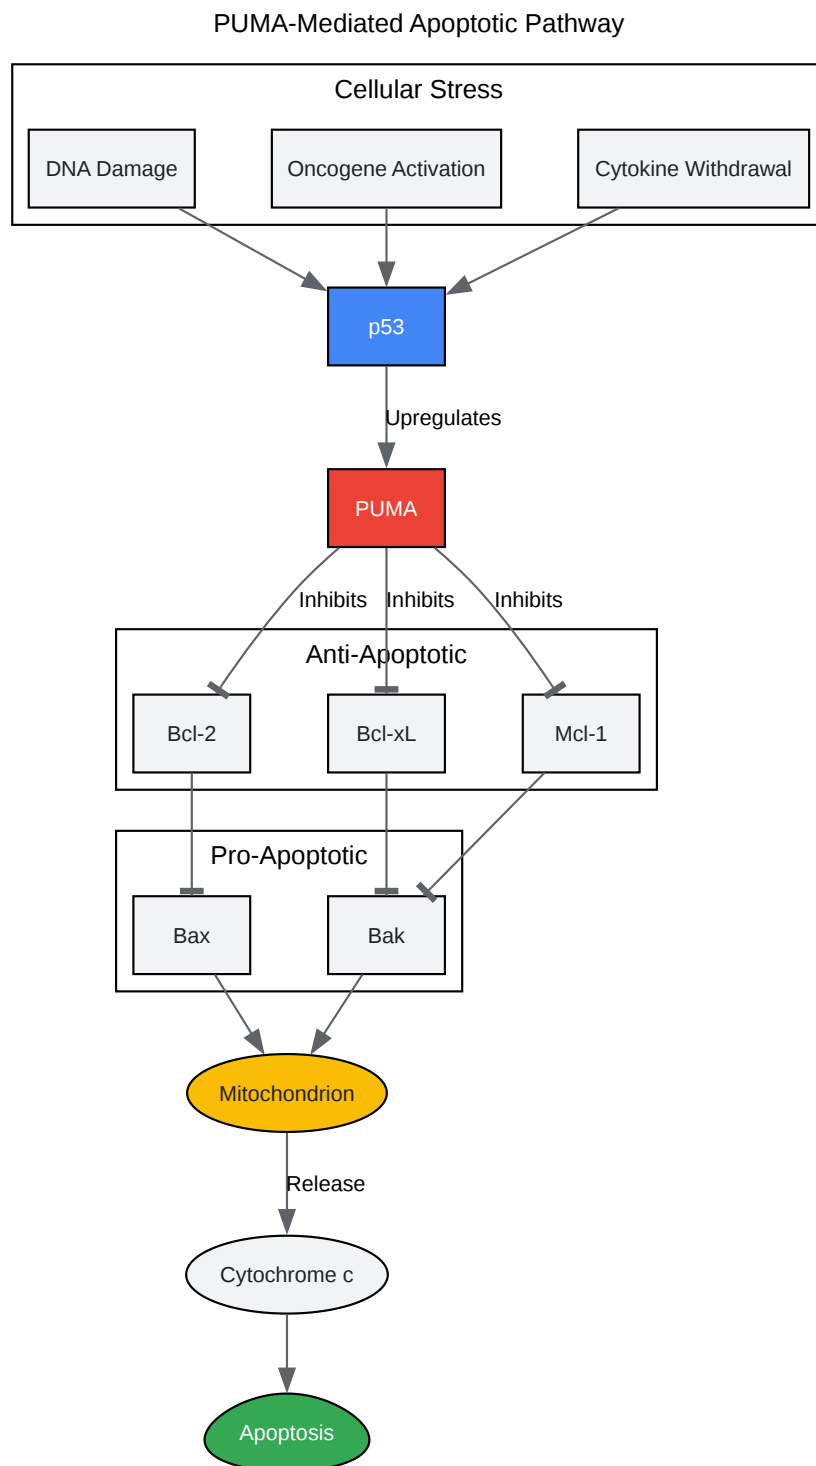 PUMA-Mediated Apoptotic Pathway
Cellular Stress
DNA Damage
Oncogene Activation
Cytokine Withdrawal
p53
Upregulates
PUMA
Inhibits
Inhibits
Inhibits
Anti-Apoptotic
Bcl-2
Bcl-xL
Mcl-1
Pro-Apoptotic
Bax
Bak
Mitochondrion
Release
Cytochrome c
Apoptosis